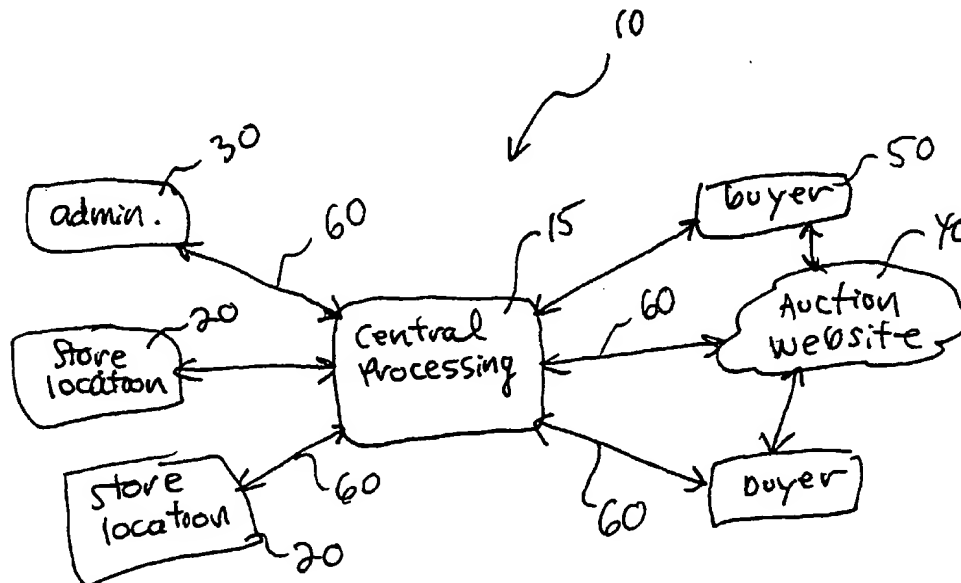 10
30
admin.
60
15
50
buyer
40
20
Store
location
Central
Processing
60
Auction
website
Store
location
60
20
60
buyer